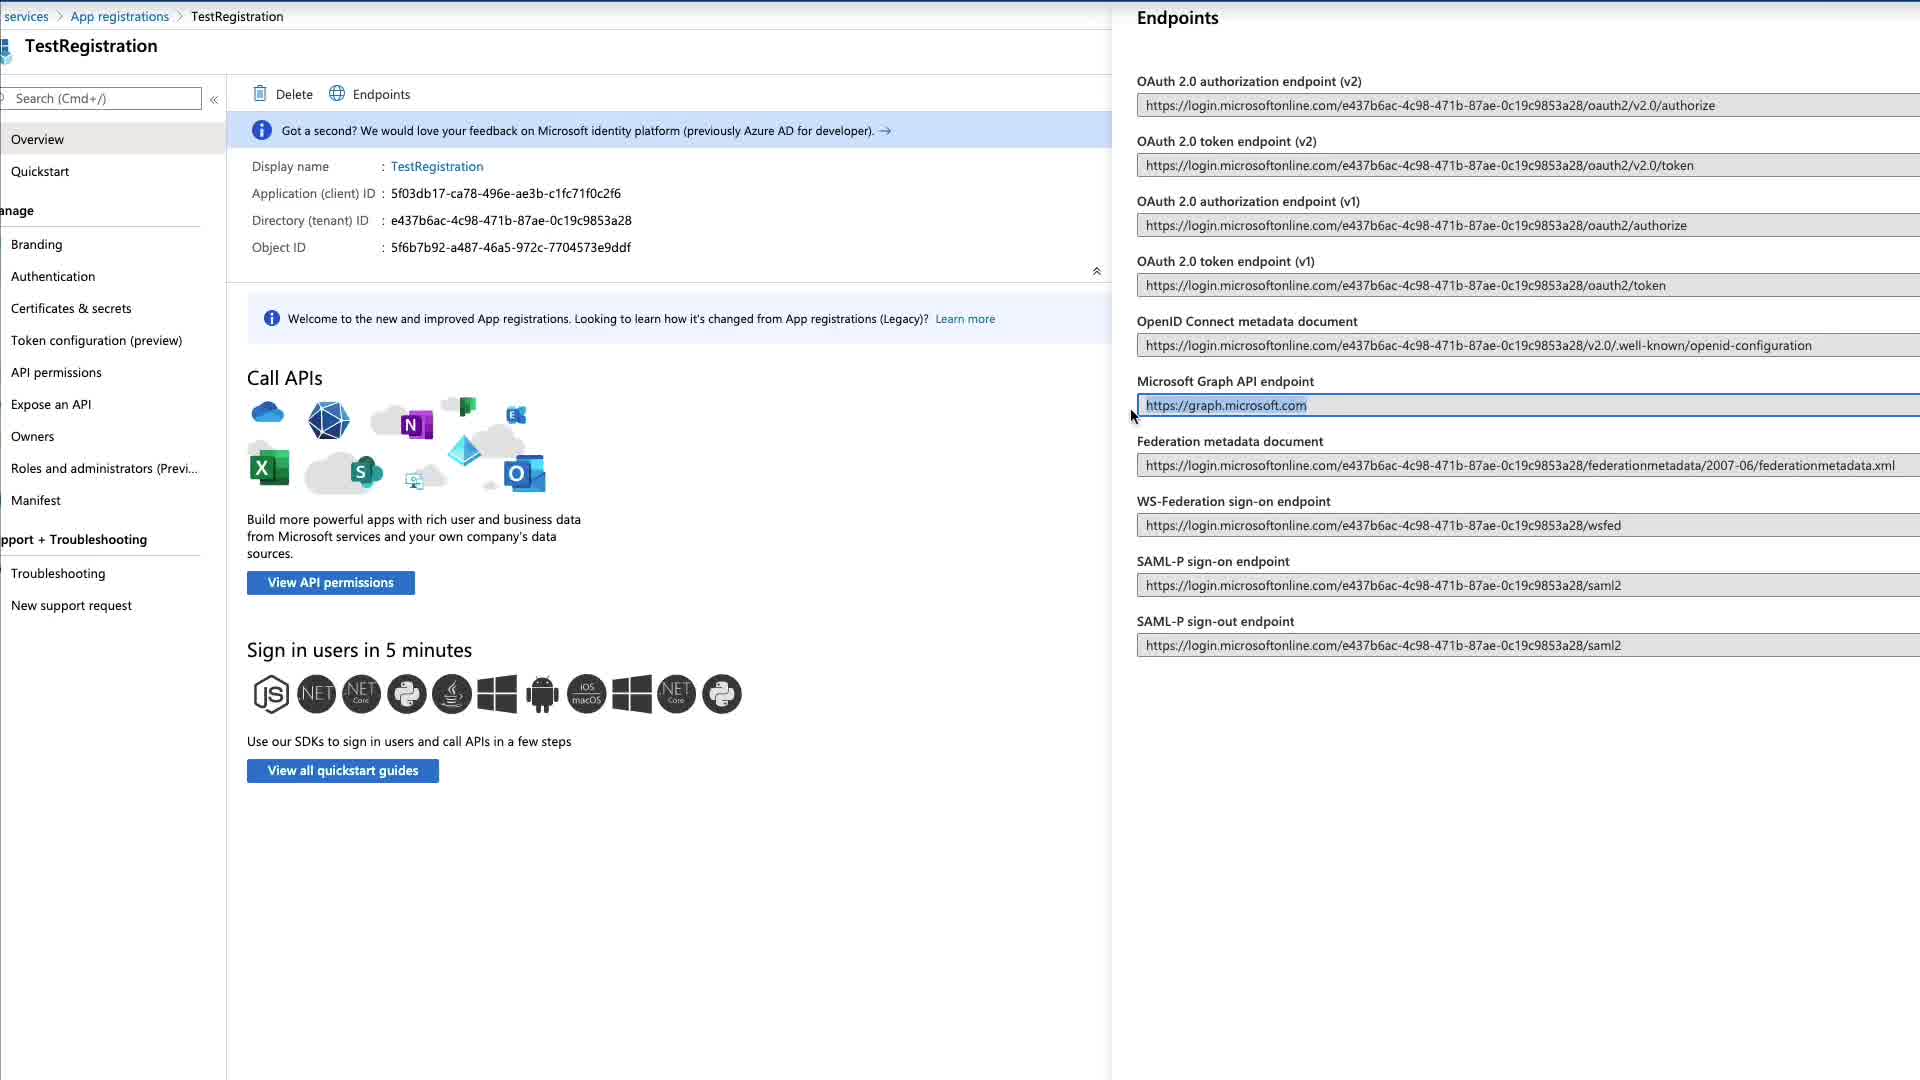 services > App registrations > TestRegistration
TestRegistration
Search (Cmd+/)
«
Overview
Quickstart
anage
Branding
Authentication
Certificates & secrets
Token configuration (preview)
API permissions
Expose an API
Owners
Roles and administrators (Previ...
Manifest
pport + Troubleshooting
Troubleshooting
New support request
Delete
Endpoints
Got a second? We would love your feedback on Microsoft identity platform (previously Azure AD for developer). →
Display name : TestRegistration
Application (client) ID : 5f03db17-ca78-496e-ae3b-c1fc71f0c2f6
Directory (tenant) ID : e437b6ac-4c98-471b-87ae-0c19c9853a28
Object ID : 5f6b7b92-a487-46a5-972c-7704573e9ddf
Welcome to the new and improved App registrations. Looking to learn how it's changed from App registrations (Legacy)? Learn more
Call APIs
N
E
X
S
O
Build more powerful apps with rich user and business data
from Microsoft services and your own company's data
sources.
View API permissions
Sign in users in 5 minutes
JS
.NET
.NET
Core
iOS
macOS
.NET
Core
Use our SDKs to sign in users and call APIs in a few steps
View all quickstart guides
Endpoints
OAuth 2.0 authorization endpoint (v2)
https://login.microsoftonline.com/e437b6ac-4c98-471b-87ae-0c19c9853a28/oauth2/v2.0/authorize
OAuth 2.0 token endpoint (v2)
https://login.microsoftonline.com/e437b6ac-4c98-471b-87ae-0c19c9853a28/oauth2/v2.0/token
OAuth 2.0 authorization endpoint (v1)
https://login.microsoftonline.com/e437b6ac-4c98-471b-87ae-0c19c9853a28/oauth2/authorize
OAuth 2.0 token endpoint (v1)
https://login.microsoftonline.com/e437b6ac-4c98-471b-87ae-0c19c9853a28/oauth2/token
OpenID Connect metadata document
https://login.microsoftonline.com/e437b6ac-4c98-471b-87ae-0c19c9853a28/v2.0/.well-known/openid-configuration
Microsoft Graph API endpoint
https://graph.microsoft.com
Federation metadata document
https://login.microsoftonline.com/e437b6ac-4c98-471b-87ae-0c19c9853a28/federationmetadata/2007-06/federationmetadata.xml
WS-Federation sign-on endpoint
https://login.microsoftonline.com/e437b6ac-4c98-471b-87ae-0c19c9853a28/wsfed
SAML-P sign-on endpoint
https://login.microsoftonline.com/e437b6ac-4c98-471b-87ae-0c19c9853a28/saml2
SAML-P sign-out endpoint
https://login.microsoftonline.com/e437b6ac-4c98-471b-87ae-0c19c9853a28/saml2